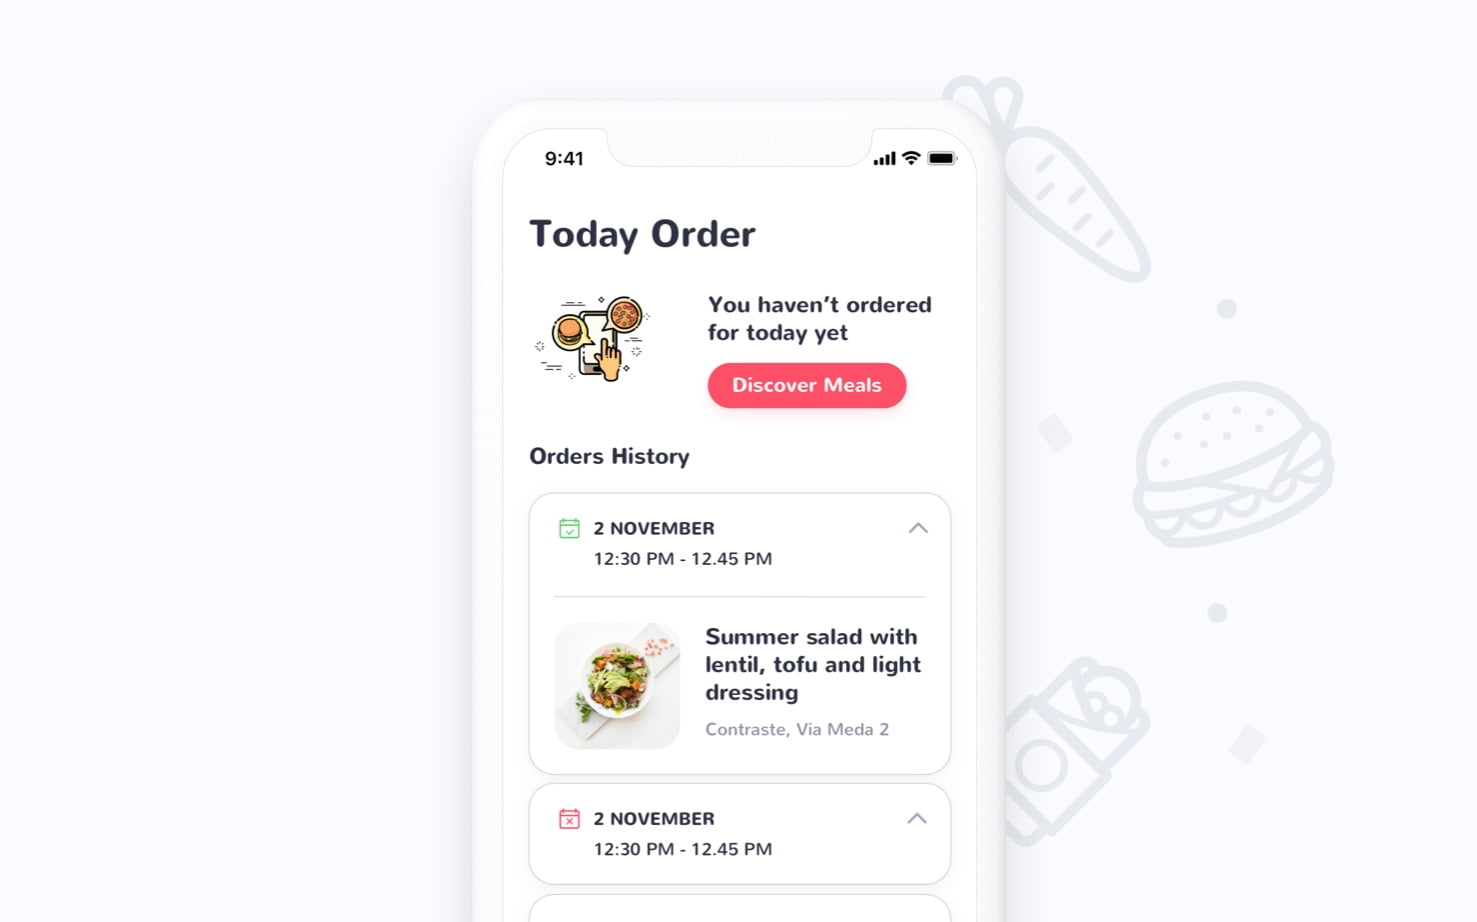 9:41
Today Order
You haven't ordered
for today yet
Discover Meals
Orders History
2 NOVEMBER
12:30 PM - 12.45 PM
Summer salad with
lentil, tofu and light
dressing
Contraste, Via Meda 2
2 NOVEMBER
12:30 PM - 12.45 PM